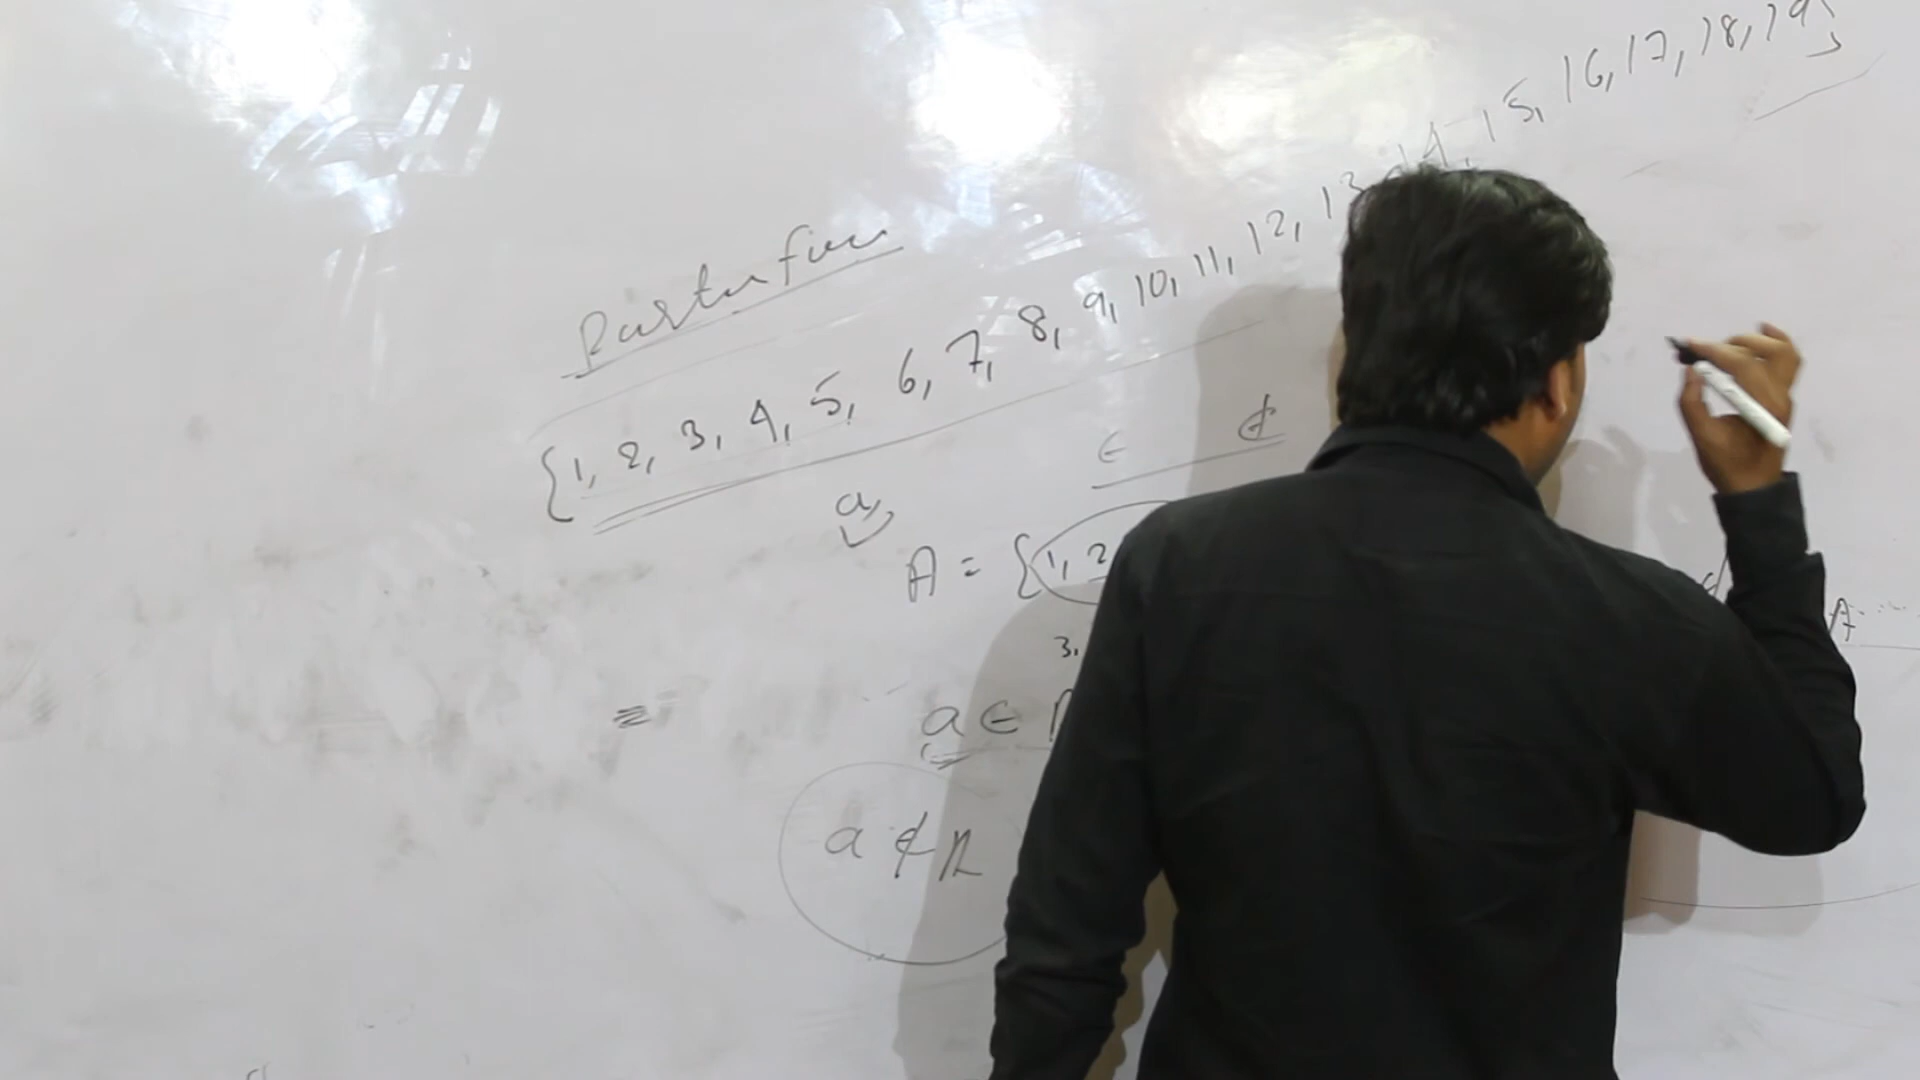 {1, 2, 3, 4, 5, 6, 7, 8, 9, 10, 11, 12, 13, 14, 15, 16, 17, 18, 19}
∈ ∉
a,
A = {1, 2
3,
a ∈
a ∉ A
A